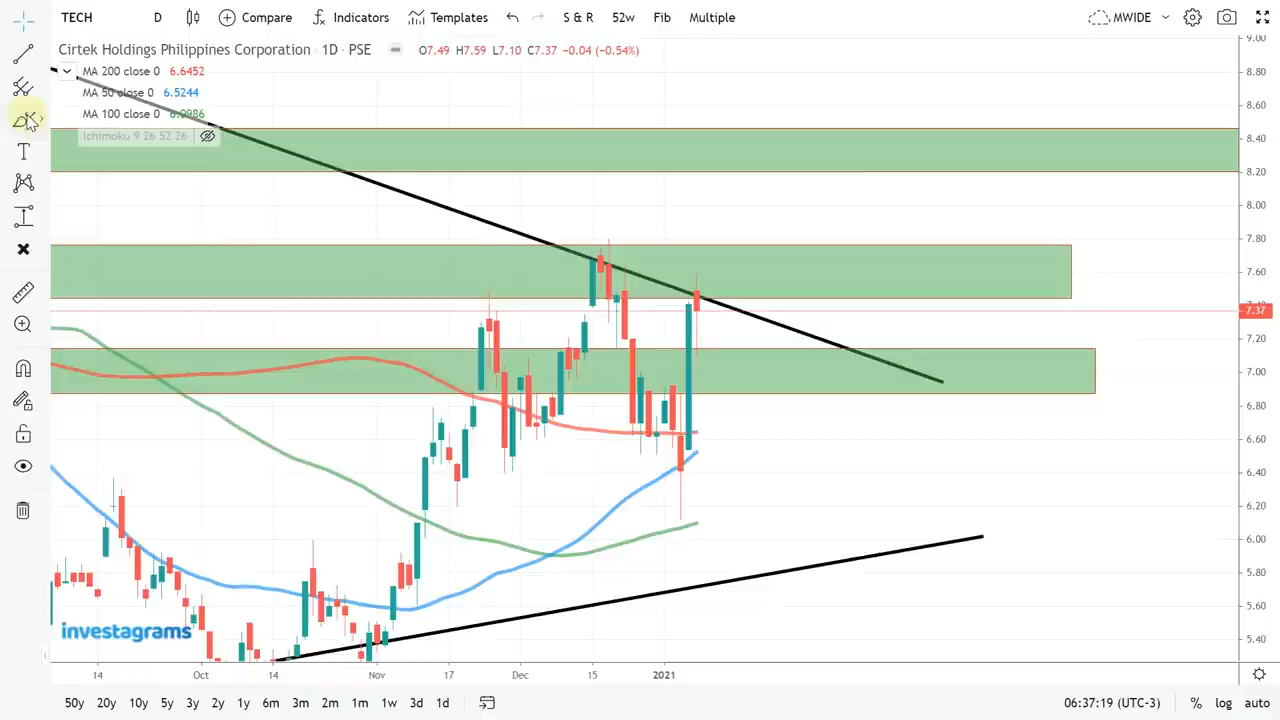 TECH D Compare Indicators Templates S & R 52w Fib Multiple MWIDE
Cirtek Holdings Philippines Corporation · 1D · PSE O7.49 H7.59 L7.10 C7.37 −0.04 (−0.54%)
MA 200 close 0 6.6452
MA 50 close 0 6.5244
MA 100 close 0
Ichimoku 9 26 52 26
9.00
8.80
8.60
8.40
8.20
8.00
7.80
7.60
7.37
7.20
7.00
6.80
6.60
6.40
6.20
6.00
5.80
5.60
5.40
investagrams
14 Oct 14 Nov 17 Dec 15 2021
50y 20y 10y 5y 3y 2y 1y 6m 3m 2m 1m 1w 3d 1d 06:37:19 (UTC-3) % log auto